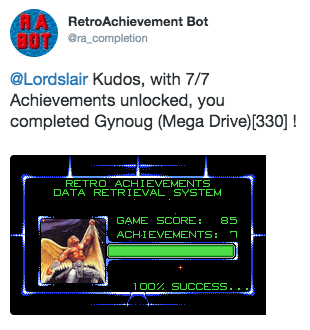 RA
BOT
RetroAchievement Bot
@ra_completion
@Lordslair Kudos, with 7/7
Achievements unlocked, you
completed Gynoug (Mega Drive)[330] !
RETRO ACHIEVEMENTS
DATA RETRIEVAL SYSTEM
GAME SCORE: 85
ACHIEVEMENTS: 7
100% SUCCESS...